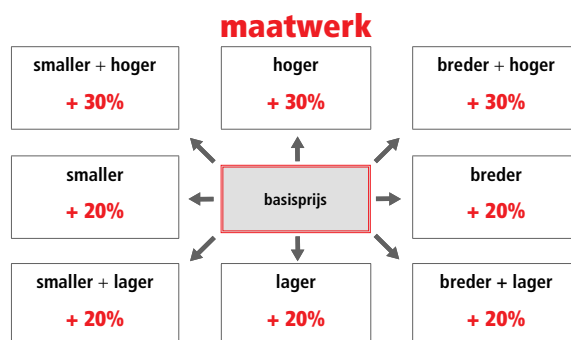 maatwerk
smaller + hoger
+ 30%
hoger
+ 30%
breder + hoger
+ 30%
smaller
+ 20%
basisprijs
breder
+ 20%
smaller + lager
+ 20%
lager
+ 20%
breder + lager
+ 20%